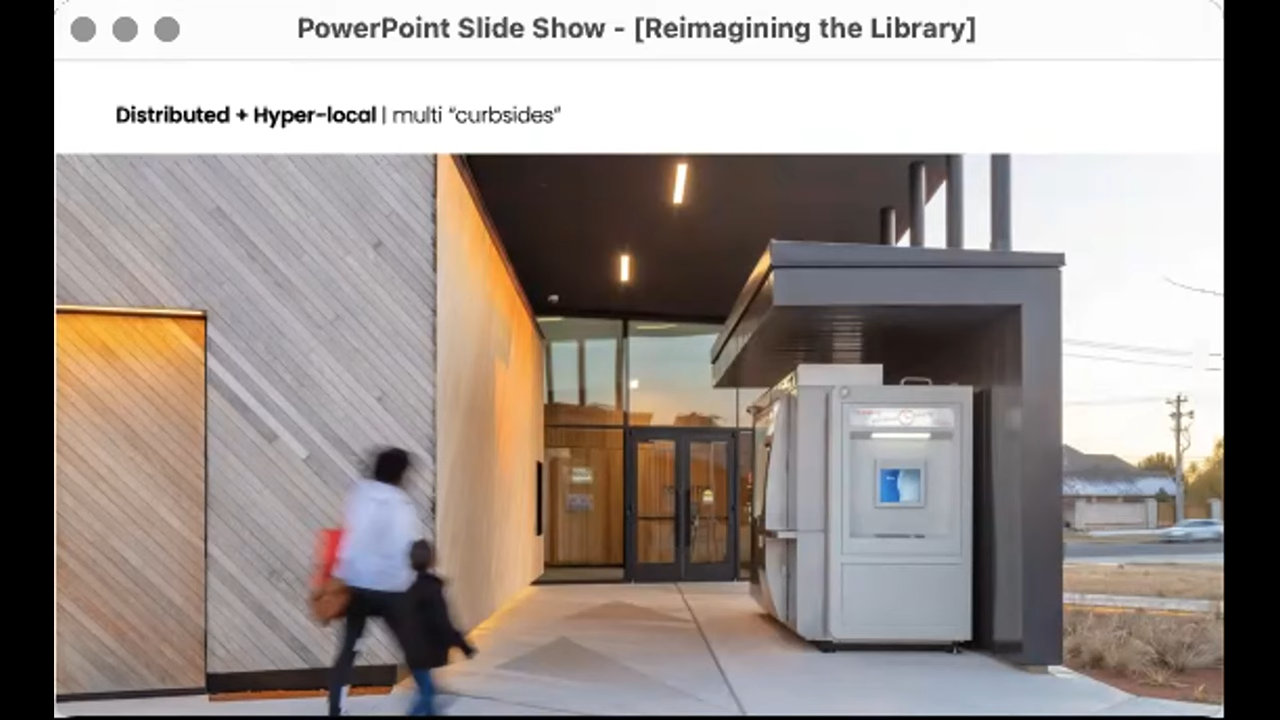 PowerPoint Slide Show - [Reimagining the Library]
Distributed + Hyper-local | multi “curbsides”